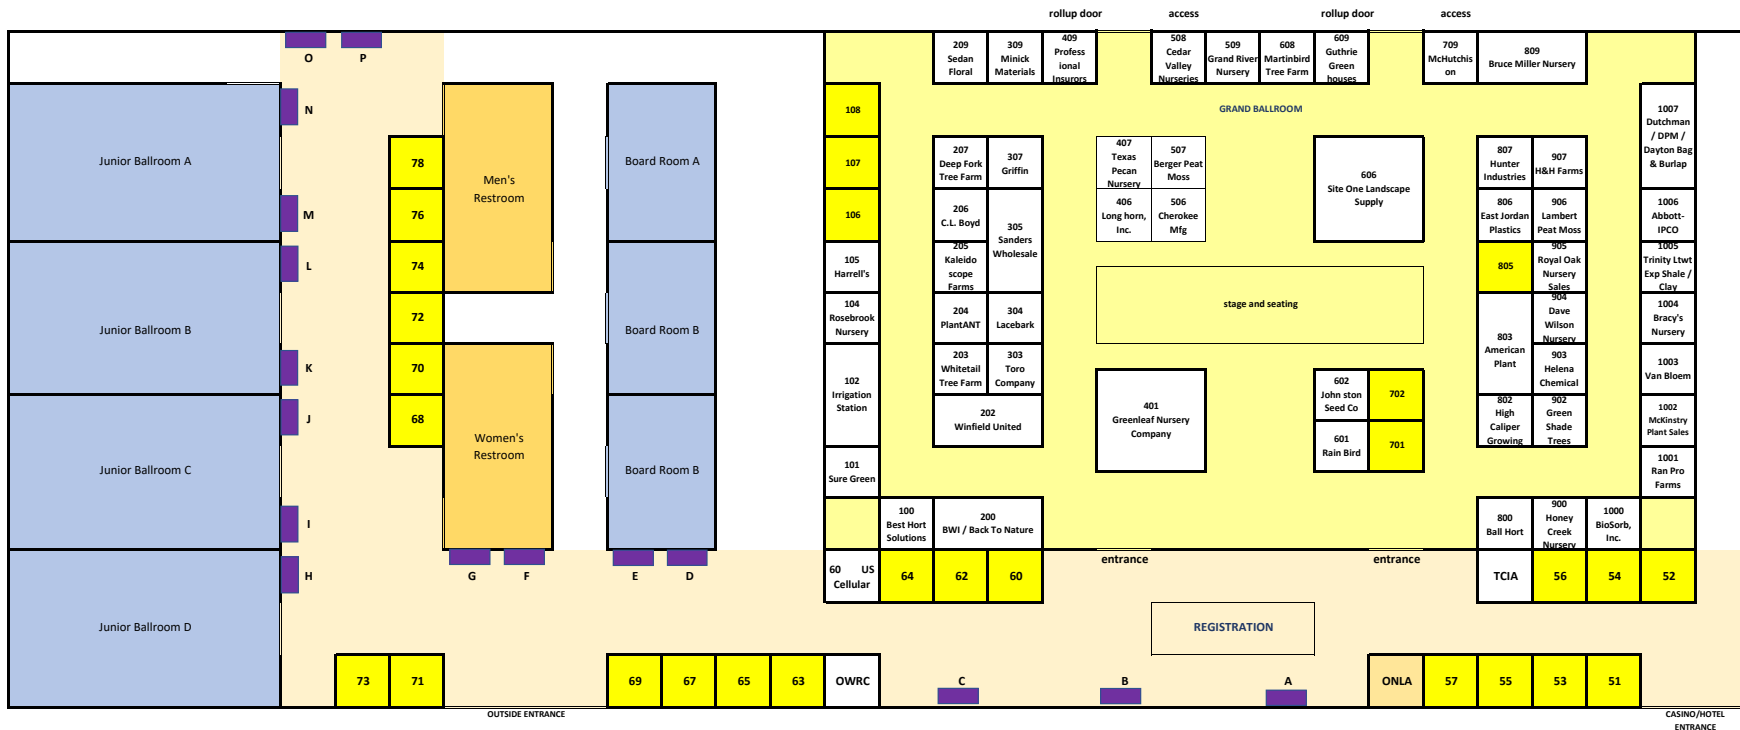 rollup door
access
rollup door
access
O
P
209
Sedan
Floral
309
Minick
Materials
409
Profess
ional
Insurors
508
Cedar
Valley
Nurseries
509
Grand River
Nursery
608
Martinbird
Tree Farm
609
Guthrie
Green
houses
709
McHutchis
on
809
Bruce Miller Nursery
GRAND BALLROOM
N
M
L
K
J
I
H
Junior Ballroom A
Junior Ballroom B
Junior Ballroom C
Junior Ballroom D
78
76
74
72
70
68
Men's
Restroom
Women's
Restroom
Board Room A
Board Room B
Board Room B
G
F
E
D
108
107
106
105
Harrell's
104
Rosebrook
Nursery
102
Irrigation
Station
101
Sure Green
100
Best Hort
Solutions
200
BWI / Back To Nature
207
Deep Fork
Tree Farm
307
Griffin
206
C.L. Boyd
305
Sanders
Wholesale
205
Kaleido
scope
Farms
204
PlantANT
304
Lacebark
203
Whitetail
Tree Farm
303
Toro
Company
202
Winfield United
407
Texas
Pecan
Nursery
507
Berger Peat
Moss
406
Long horn,
Inc.
506
Cherokee
Mfg
606
Site One Landscape
Supply
stage and seating
401
Greenleaf Nursery
Company
602
John ston
Seed Co
702
601
Rain Bird
701
807
Hunter
Industries
907
H&H Farms
806
East Jordan
Plastics
906
Lambert
Peat Moss
805
905
Royal Oak
Nursery
Sales
803
American
Plant
904
Dave
Wilson
Nursery
903
Helena
Chemical
802
High
Caliper
Growing
902
Green
Shade
Trees
800
Ball Hort
900
Honey
Creek
Nursery
1000
BioSorb,
Inc.
1007
Dutchman
/ DPM /
Dayton Bag
& Burlap
1006
Abbott-
IPCO
1005
Trinity Ltwt
Exp Shale /
Clay
1004
Bracy's
Nursery
1003
Van Bloem
1002
McKinstry
Plant Sales
1001
Ran Pro
Farms
60 US
Cellular
64
62
60
entrance
entrance
TCIA
56
54
52
REGISTRATION
73
71
69
67
65
63
OWRC
C
B
A
ONLA
57
55
53
51
OUTSIDE ENTRANCE
CASINO/HOTEL
ENTRANCE